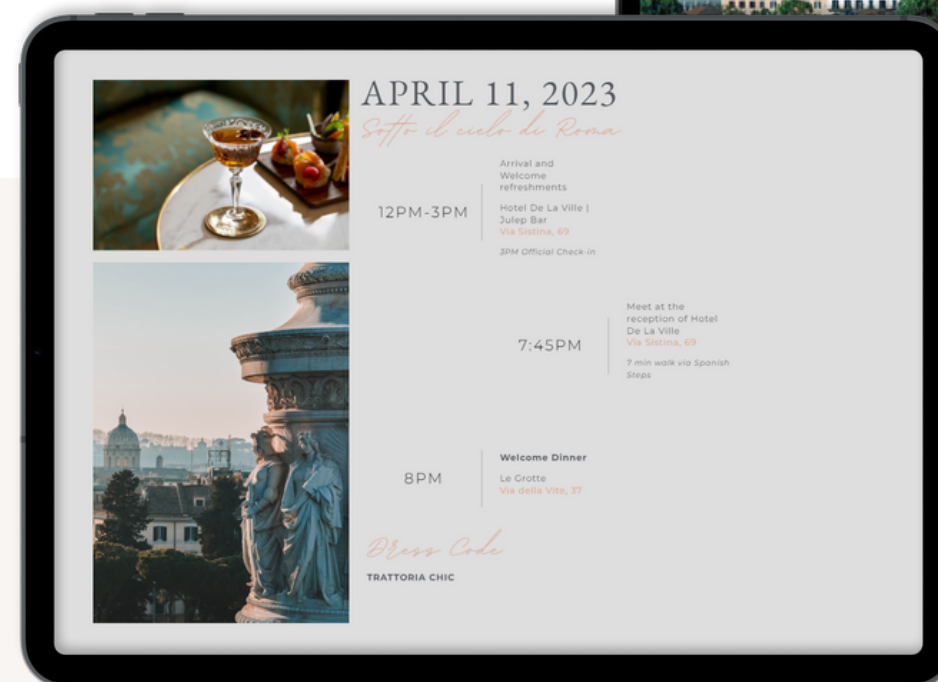 APRIL 11, 2023
Sotto il cielo di Roma
12PM-3PM
Arrival and
Welcome
refreshments
Hotel De La Ville |
Julep Bar
Via Sistina, 69
3PM Official Check-in
7:45PM
Meet at the
reception of Hotel
De La Ville
Via Sistina, 69
7 min walk via Spanish
Steps
8PM
Welcome Dinner
Le Grotte
Via della Vite, 37
Dress Code
TRATTORIA CHIC